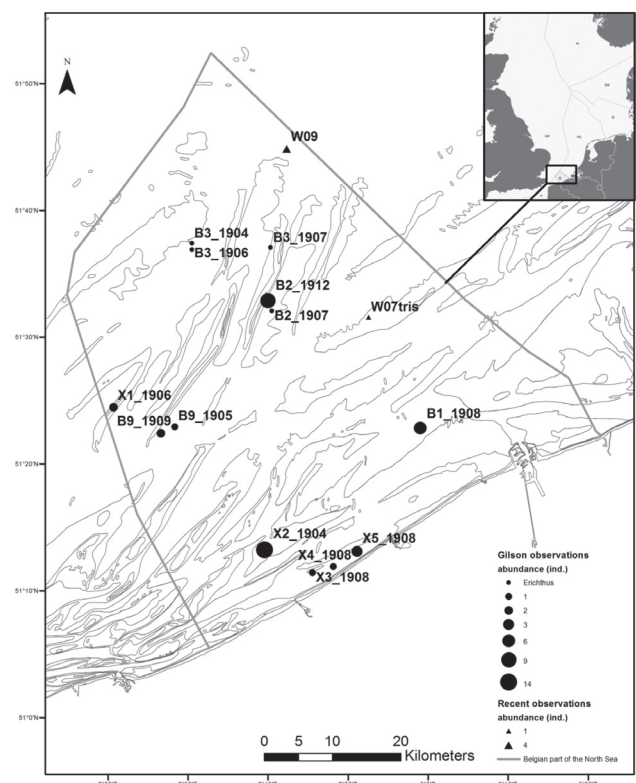 51°50'N
N
W09
51°40'N
B3_1904
B3_1906
B3_1907
B2_1912
B2_1907
W07tris
51°30'N
X1_1906
B9_1909
B9_1905
B1_1908
51°20'N
X2_1904
X5_1908
X4_1908
X3_1908
51°10'N
51°0'N
Gilson observations
abundance (ind.)
Erichthus
1
2
3
6
9
14
Recent observations
abundance (ind.)
1
4
Belgian part of the North Sea
0 5 10 20
Kilometers